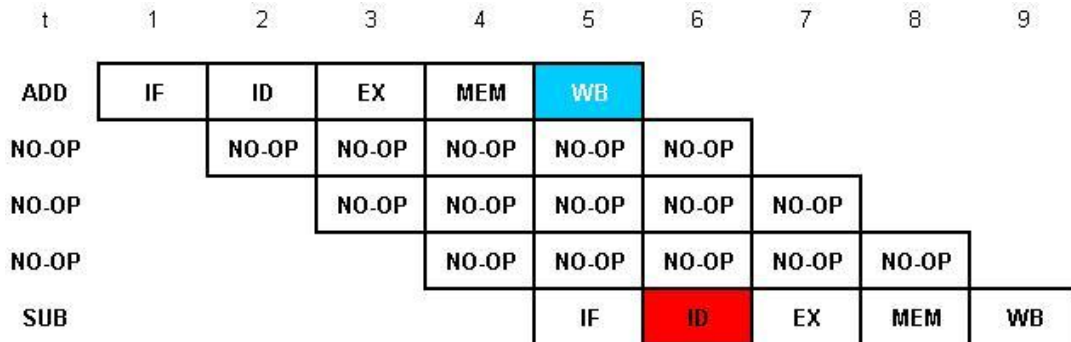 t 1 2 3 4 5 6 7 8 9
ADD IF ID EX MEM WB
NO-OP NO-OP NO-OP NO-OP NO-OP NO-OP
NO-OP NO-OP NO-OP NO-OP NO-OP NO-OP
NO-OP NO-OP NO-OP NO-OP NO-OP NO-OP
SUB IF ID EX MEM WB